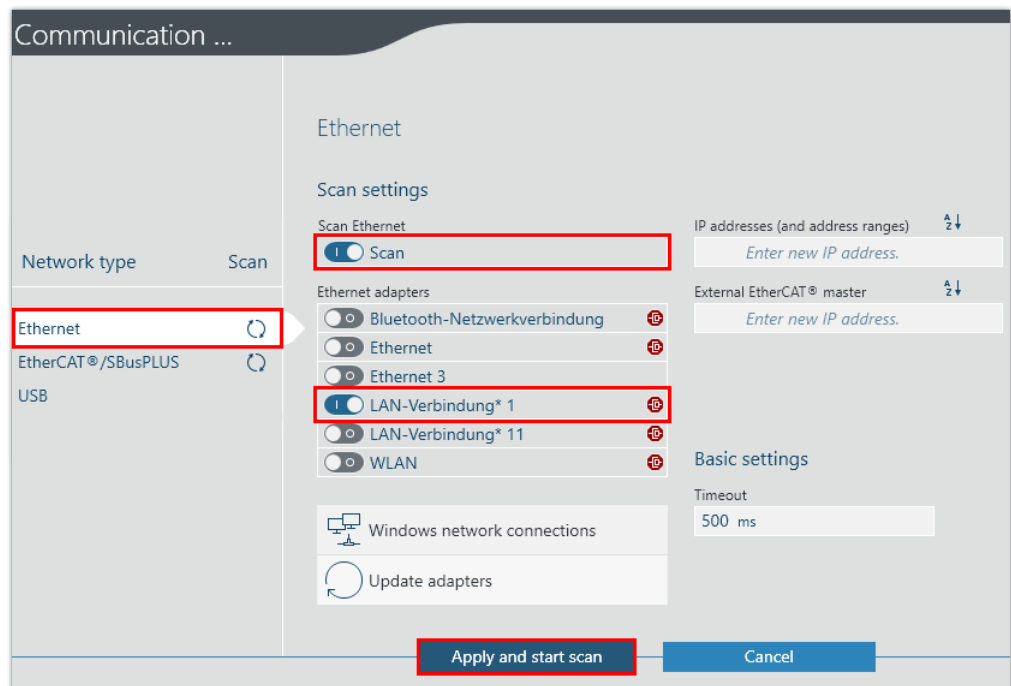 Communication ...
Network type
Scan
Ethernet
EtherCAT®/SBusPLUS
USB
Ethernet
Scan settings
Scan Ethernet
Scan
Ethernet adapters
Bluetooth-Netzwerkverbindung
Ethernet
Ethernet 3
LAN-Verbindung* 1
LAN-Verbindung* 11
WLAN
Windows network connections
Update adapters
IP addresses (and address ranges)
A
Z
Enter new IP address.
External EtherCAT® master
A
Z
Enter new IP address.
Basic settings
Timeout
500 ms
Apply and start scan
Cancel